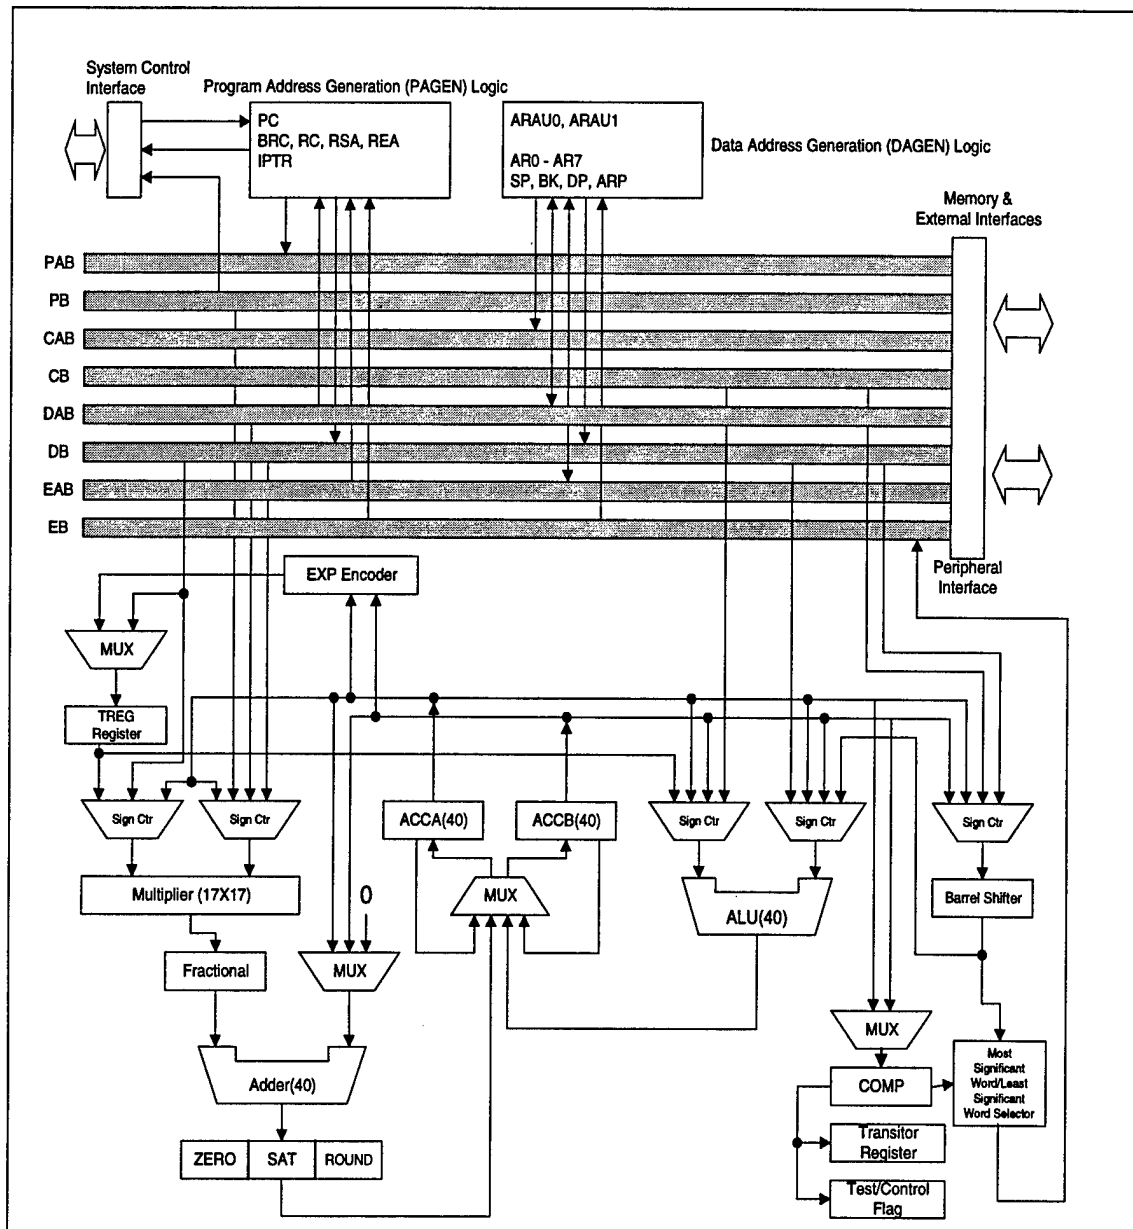 System Control
Interface
Program Address Generation (PAGEN) Logic
PC
BRC, RC, RSA, REA
IPTR
ARAU0, ARAU1
AR0 - AR7
SP, BK, DP, ARP
Data Address Generation (DAGEN) Logic
Memory &
External Interfaces
PAB
PB
CAB
CB
DAB
DB
EAB
EB
Peripheral
Interface
EXP Encoder
MUX
TREG
Register
Sign Ctr
Sign Ctr
ACCA(40)
ACCB(40)
Sign Ctr
Sign Ctr
Sign Ctr
Multiplier (17X17)
0
MUX
ALU(40)
Barrel Shifter
Fractional
MUX
MUX
Adder(40)
COMP
Most
Significant
Word/Least
Significant
Word Selector
ZERO
SAT
ROUND
Transitor
Register
Test/Control
Flag